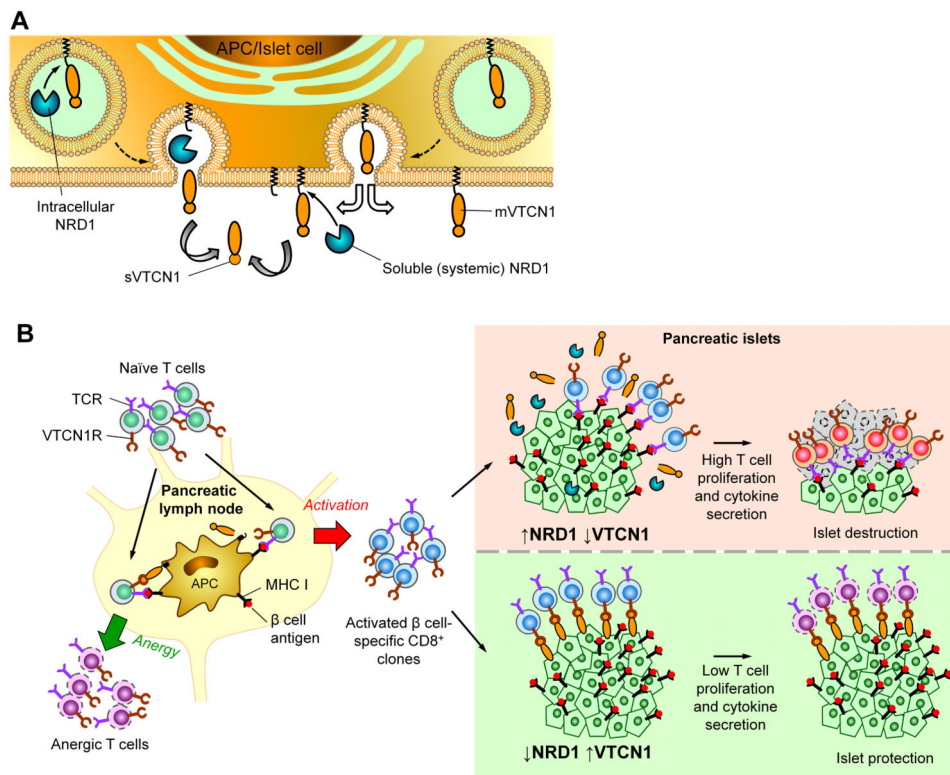 A
APC/Islet cell
Intracellular
NRD1
mVTCN1
sVTCN1
Soluble (systemic) NRD1
B
Naïve T cells
TCR
VTCN1R
Pancreatic
lymph node
Activation
APC
MHC I
β cell
antigen
Anergy
Anergic T cells
Activated β cell-
specific CD8⁺
clones
Pancreatic islets
↑NRD1 ↓VTCN1
High T cell
proliferation
and cytokine
secretion
Islet destruction
↓NRD1 ↑VTCN1
Low T cell
proliferation
and cytokine
secretion
Islet protection